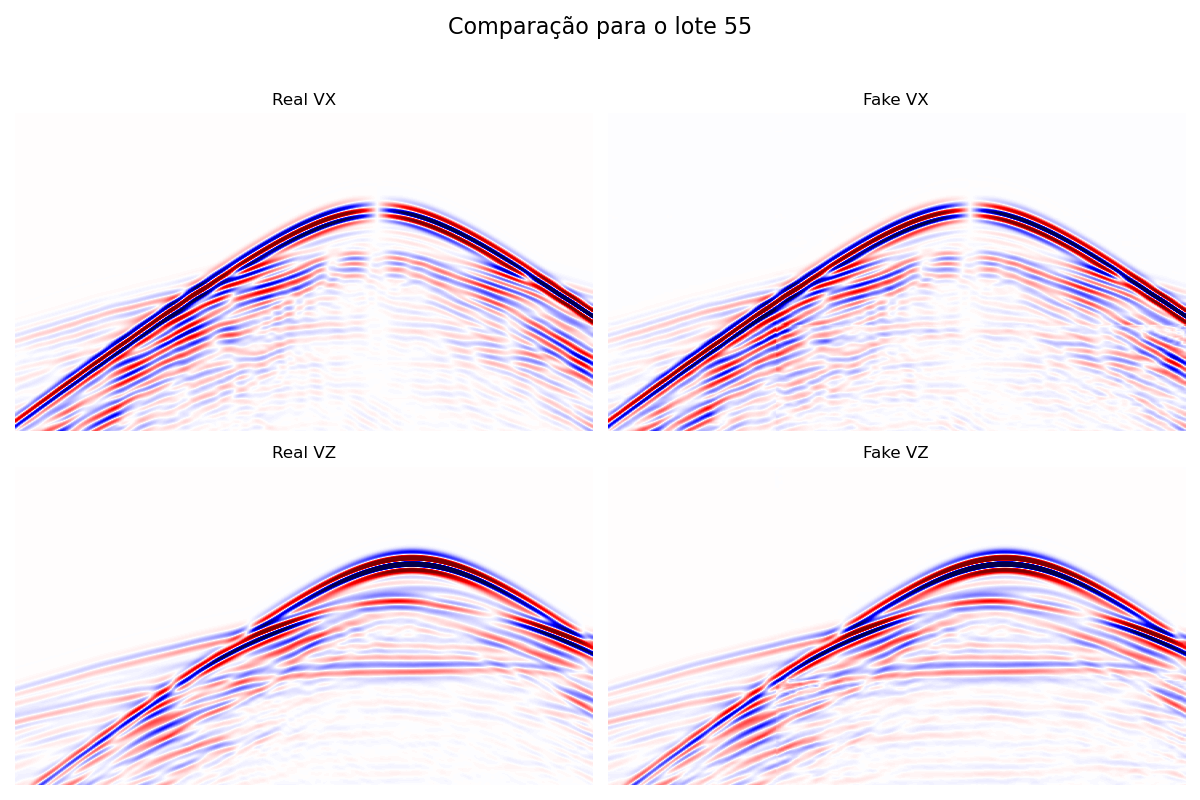 Comparação para o lote 55
Real VX
Fake VX
Real VZ
Fake VZ